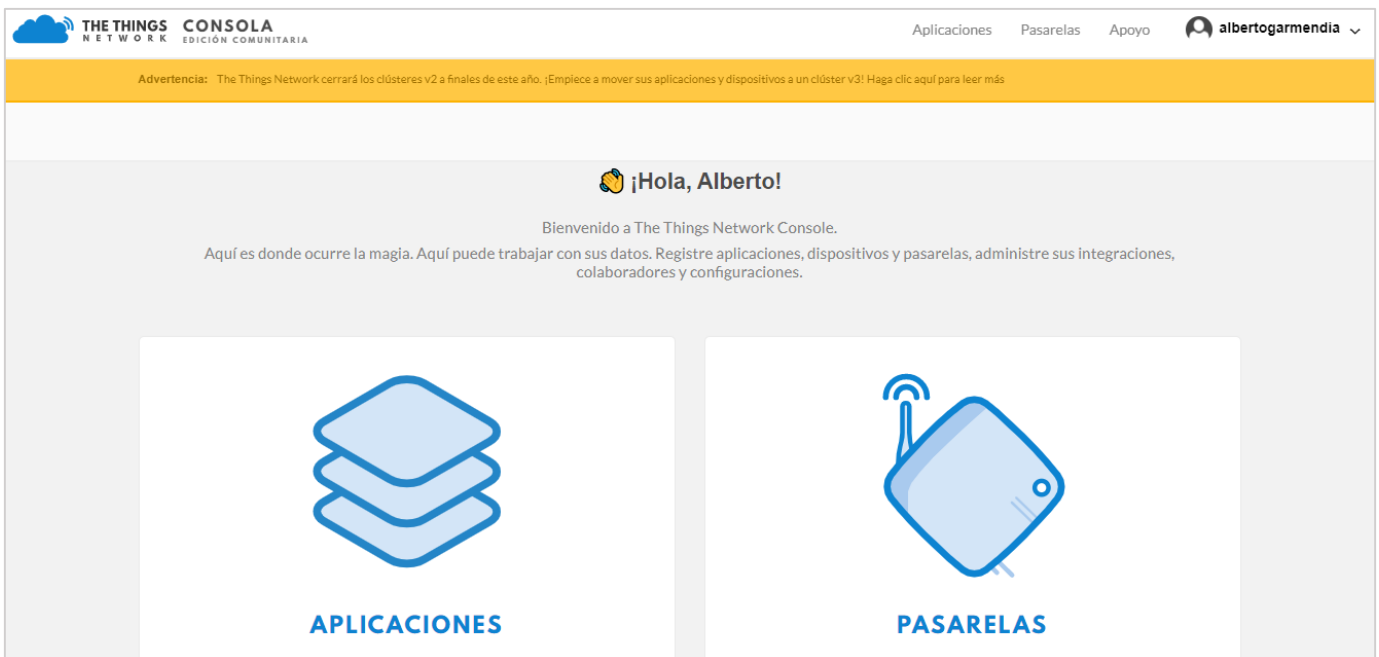 THE THINGS
NETWORK
CONSOLA
EDICIÓN COMUNITARIA
Aplicaciones
Pasarelas
Apoyo
albertogarmendia
Advertencia: The Things Network cerrará los clústeres v2 a finales de este año. ¡Empiece a mover sus aplicaciones y dispositivos a un clúster v3! Haga clic aquí para leer más
¡Hola, Alberto!
Bienvenido a The Things Network Console.
Aquí es donde ocurre la magia. Aquí puede trabajar con sus datos. Registre aplicaciones, dispositivos y pasarelas, administre sus integraciones,
colaboradores y configuraciones.
APLICACIONES
PASARELAS